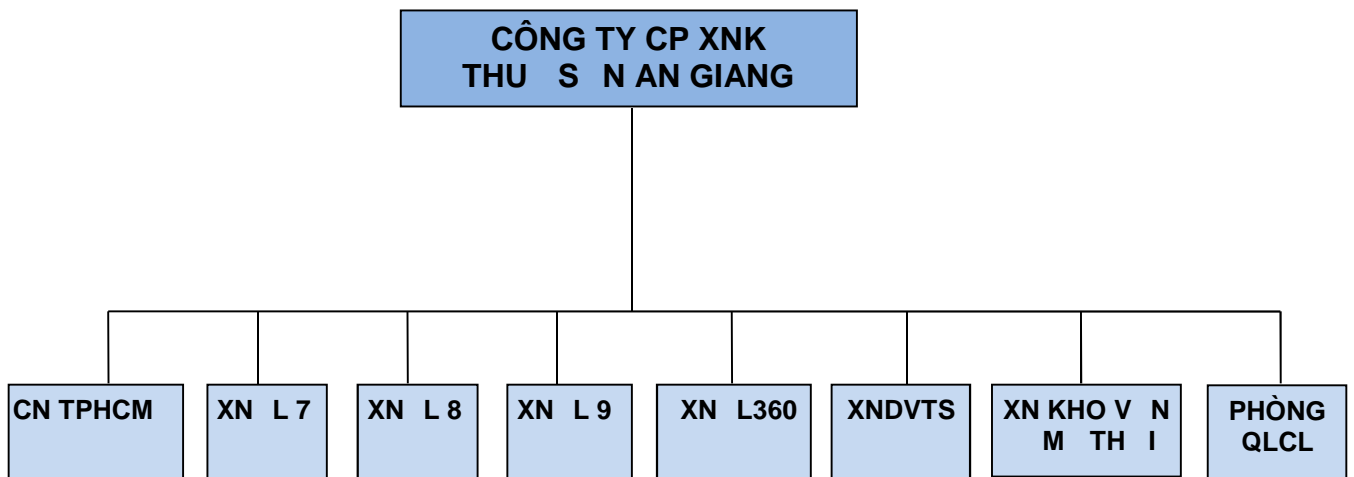 CÔNG TY CP XNK
THU S N AN GIANG
CN TPHCM
XN L 7
XN L 8
XN L 9
XN L360
XNDVTS
XN KHO V N
M TH I
PHÒNG
QLCL